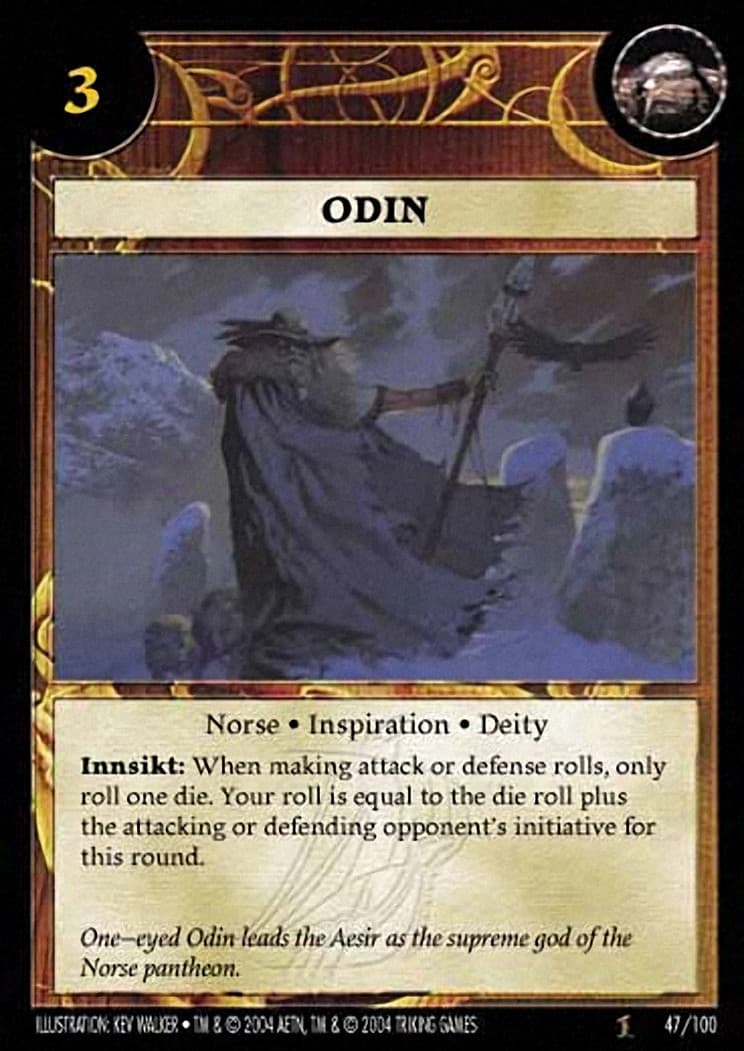 3
ODIN
Norse • Inspiration • Deity
Innsikt: When making attack or defense rolls, only
roll one die. Your roll is equal to the die roll plus
the attacking or defending opponent's initiative for
this round.
One–eyed Odin leads the Aesir as the supreme god of the
Norse pantheon.
ILLUSTRATION: KEV WALKER • TM & © 2004 AETN, TM & © 2004 TRIKING GAMES
1 47/100